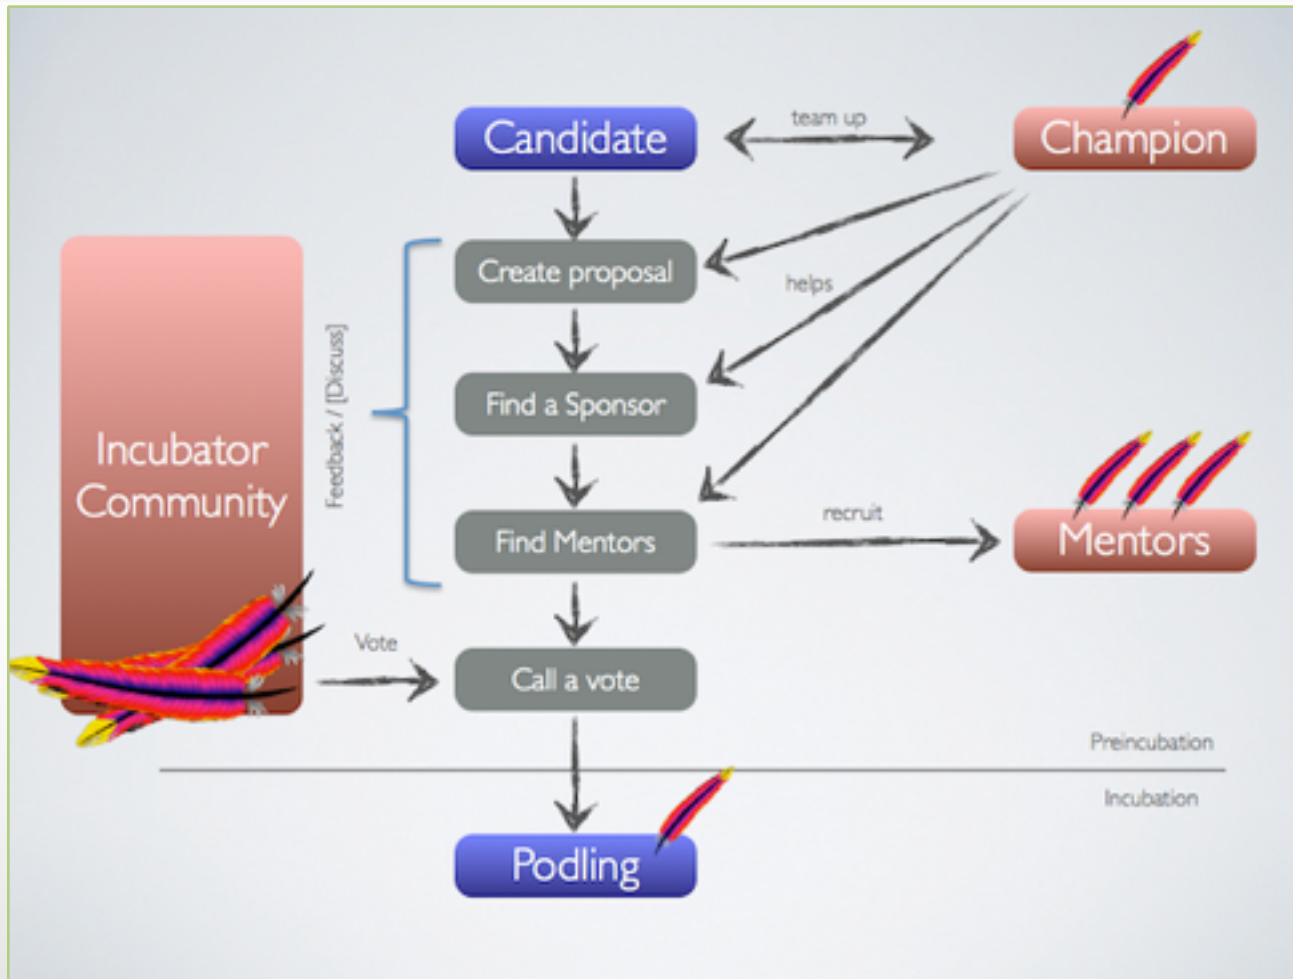 Candidate
team up
Champion
Create proposal
helps
Find a Sponsor
Feedback / [Discuss]
Incubator
Community
Find Mentors
recruit
Mentors
Vote
Call a vote
Preincubation
Incubation
Podling